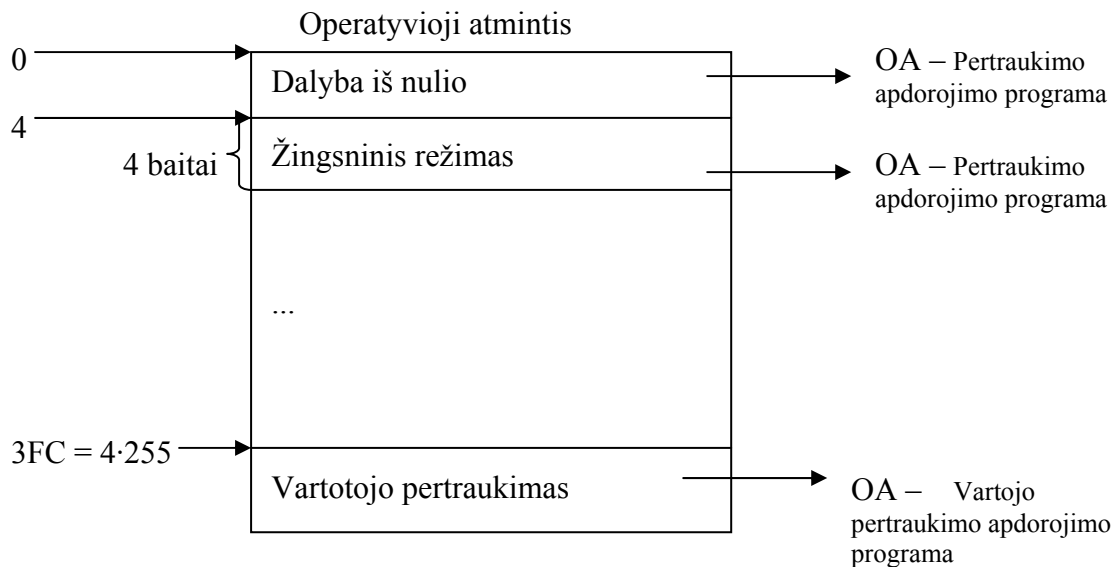 Operatyvioji atmintis
0
Dalyba iš nulio
OA – Pertraukimo
apdorojimo programa
4
4 baitai
Žingsninis režimas
OA – Pertraukimo
apdorojimo programa
...
3FC = 4·255
Vartotojo pertraukimas
OA – Vartojo
pertraukimo apdorojimo
programa